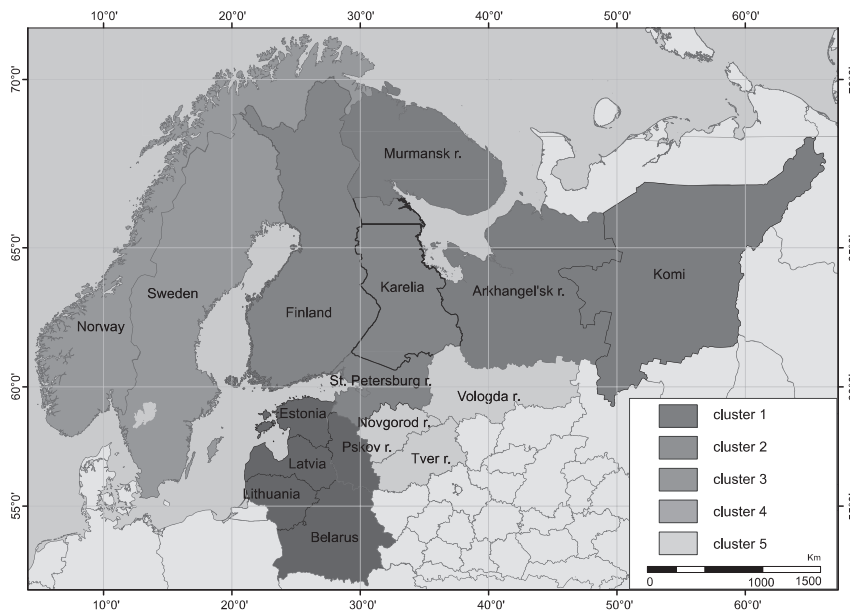 10°0' 20°0' 30°0' 40°0' 50°0' 60°0'
70°0'
Murmansk r.
65°0'
Komi
Karelia
Arkhangel'sk r.
Sweden
Finland
Norway
60°0'
St. Petersburg r.
Vologda r.
Estonia
Novgorod r.
Pskov r.
Tver r.
Latvia
Lithuania
55°0'
Belarus
cluster 1
cluster 2
cluster 3
cluster 4
cluster 5
Km
0 1000 1500
10°0' 20°0' 30°0' 40°0' 50°0' 60°0'